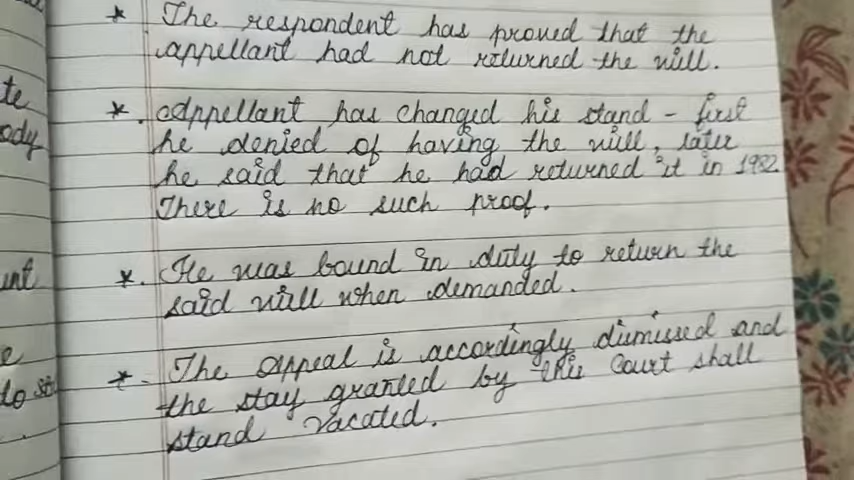 * The respondent has proved that the
appellant had not returned the will.
*. Appellant has changed his stand - first
he denied of having the will, later
he said that he had returned it in 1982.
There is no such proof.
*. He was bound in duty to return the
said will when demanded.
*. The appeal is accordingly dismissed and
the stay granted by this Court shall
stand vacated.
te
ody
e